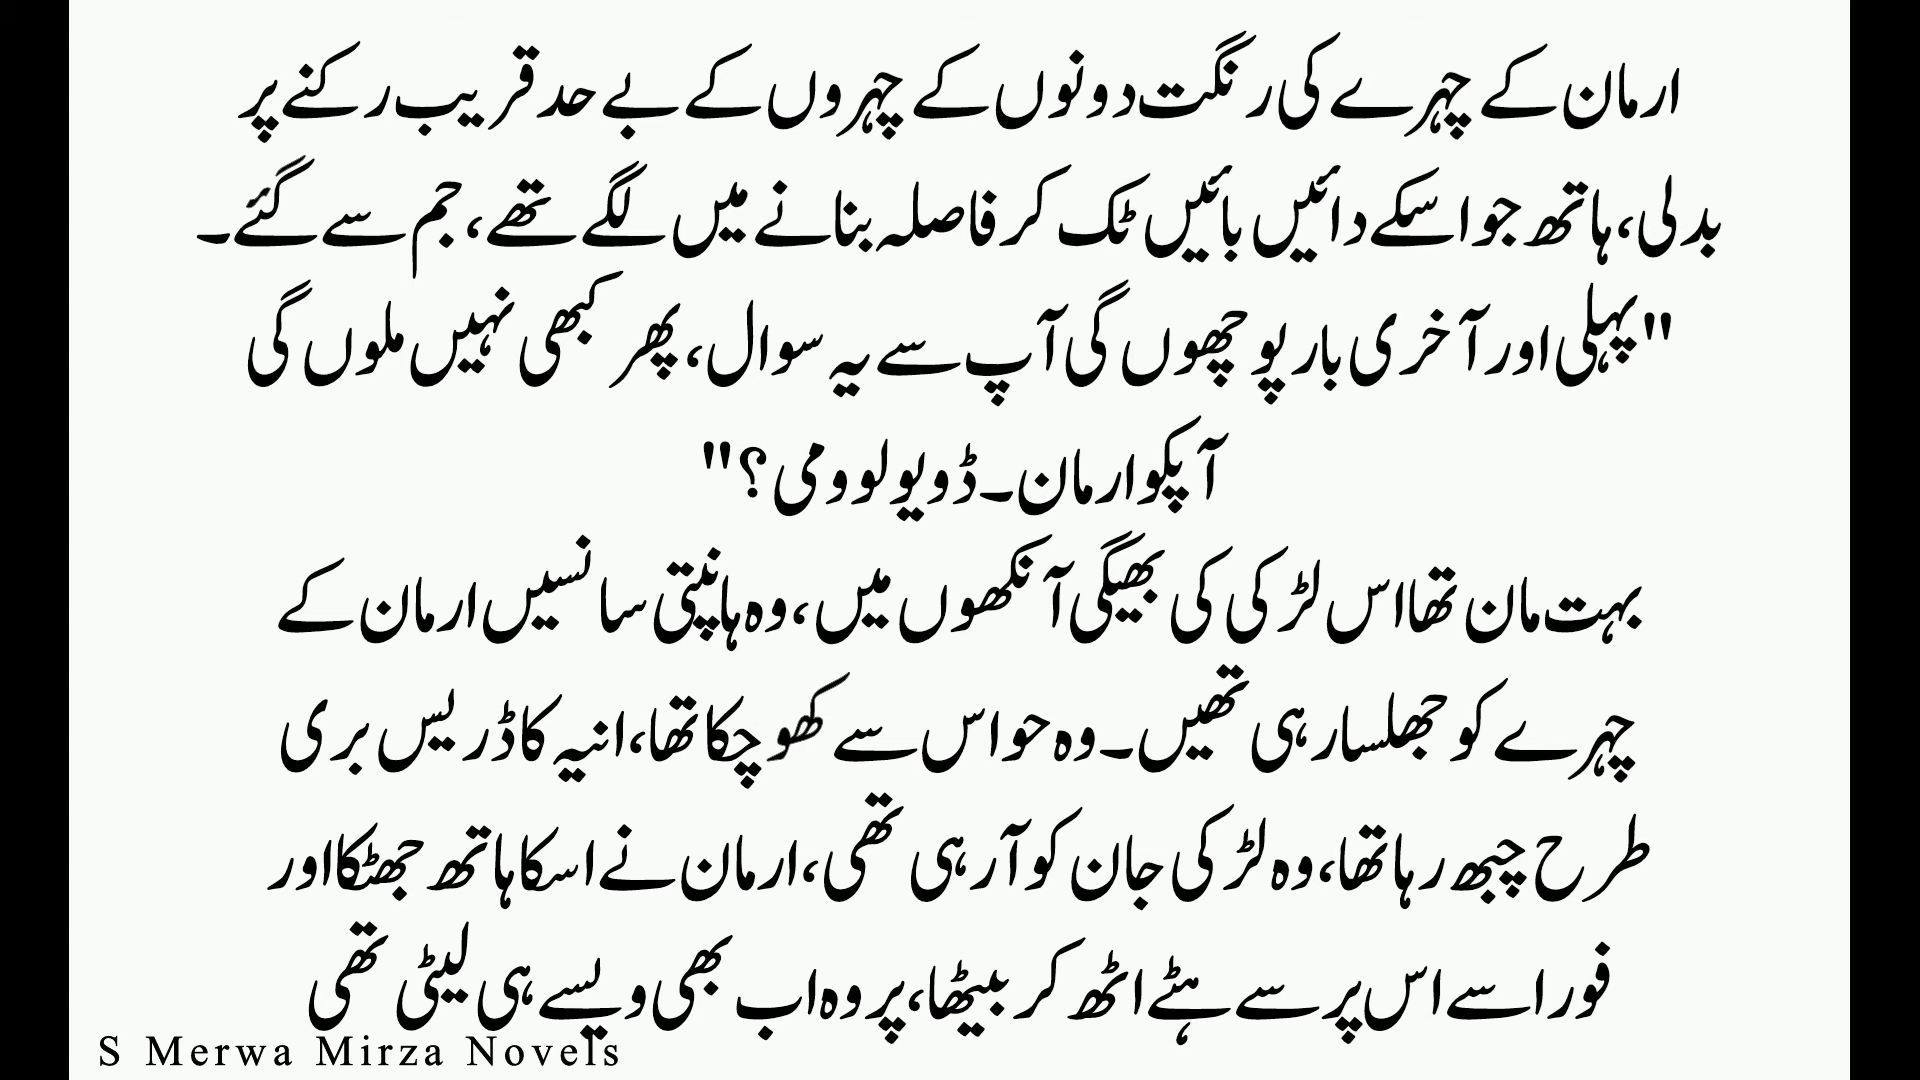 ارمان کے چہرے کی رنگت دونوں کے چہروں کے بے حد قریب رکنے پر
بدلی، ہاتھ جو اسکے دائیں بائیں ٹک کر فاصلہ بنانے میں لگے تھے، جم سے گئے۔
"پہلی اور آخری بار پوچھوں گی آپ سے یہ سوال، پھر کبھی نہیں ملوں گی
آپکو ارمان۔ ڈو یو لو و می؟"
بہت مان تھا اس لڑکی کی بھیگی آنکھوں میں، وہ ہانپتی سانسیں ارمان کے
چہرے کو جھلسا رہی تھیں۔ وہ حواس سے کھو چکا تھا، انیہ کا ڈریس بری
طرح چبھ رہا تھا، وہ لڑکی جان کو آ رہی تھی، ارمان نے اسکا ہاتھ جھٹکا اور
فورا سے اس پر سے ہٹے اٹھ کر بیٹھا، پر وہ اب بھی ویسے ہی لیٹی تھی
S Merwa Mirza Novels